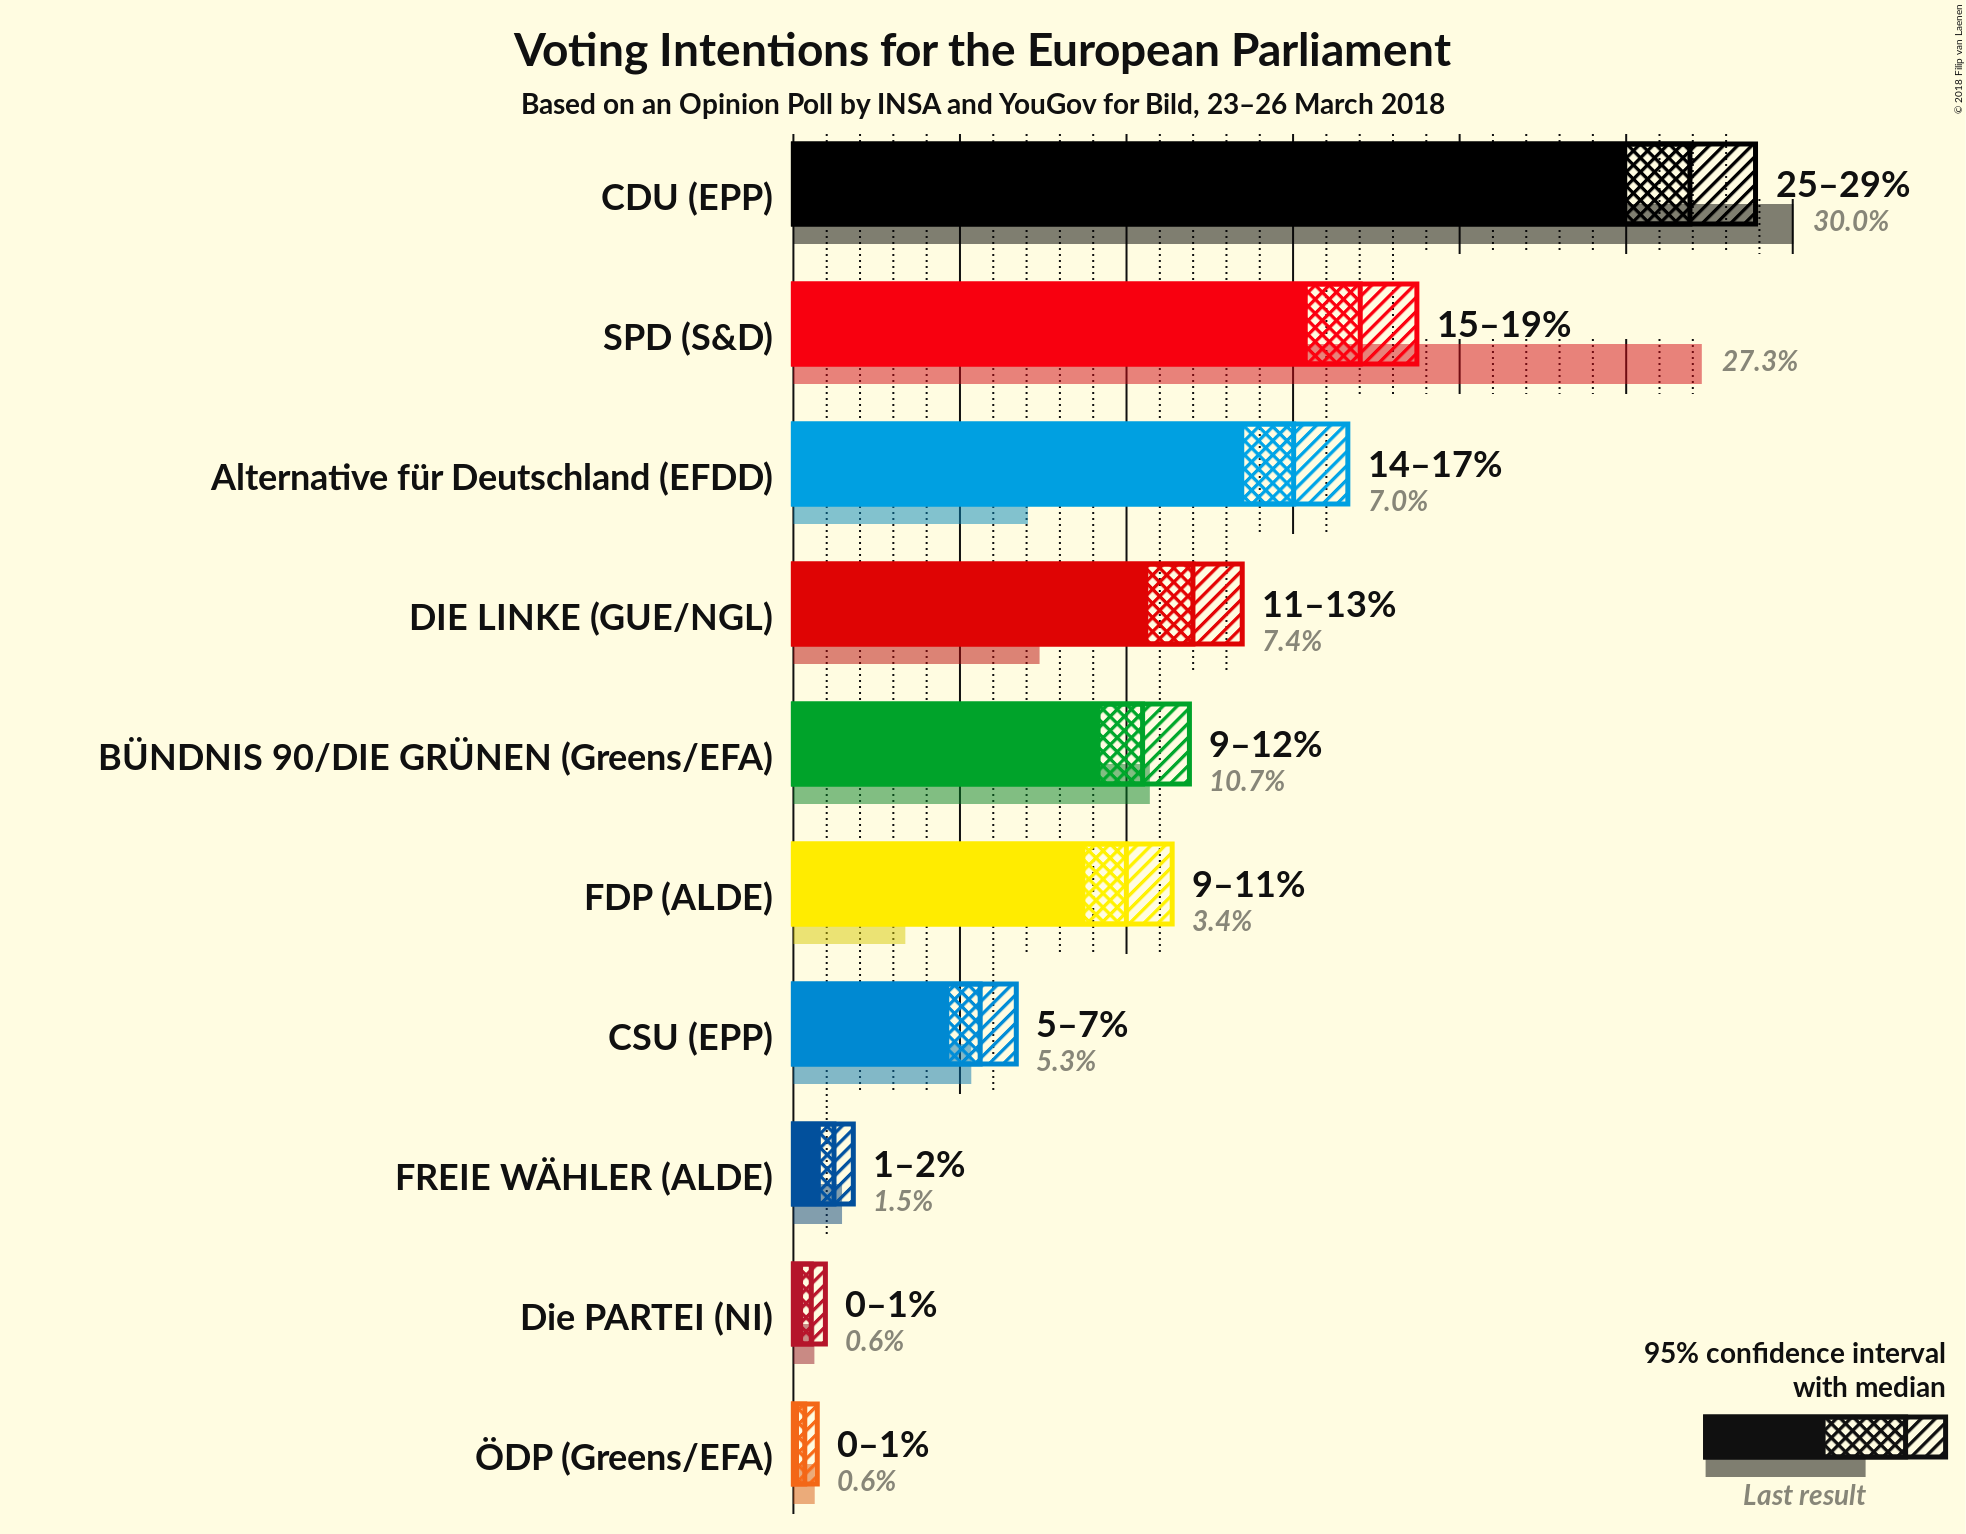 Voting Intentions for the European Parliament
Based on an Opinion Poll by INSA and YouGov for Bild, 23–26 March 2018
© 2018 Filip van Laenen
CDU (EPP)
25–29%
30.0%
SPD (S&D)
15–19%
27.3%
Alternative für Deutschland (EFDD)
14–17%
7.0%
DIE LINKE (GUE/NGL)
11–13%
7.4%
BÜNDNIS 90/DIE GRÜNEN (Greens/EFA)
9–12%
10.7%
FDP (ALDE)
9–11%
3.4%
CSU (EPP)
5–7%
5.3%
FREIE WÄHLER (ALDE)
1–2%
1.5%
Die PARTEI (NI)
0–1%
0.6%
ÖDP (Greens/EFA)
0–1%
0.6%
95% confidence interval
with median
Last result